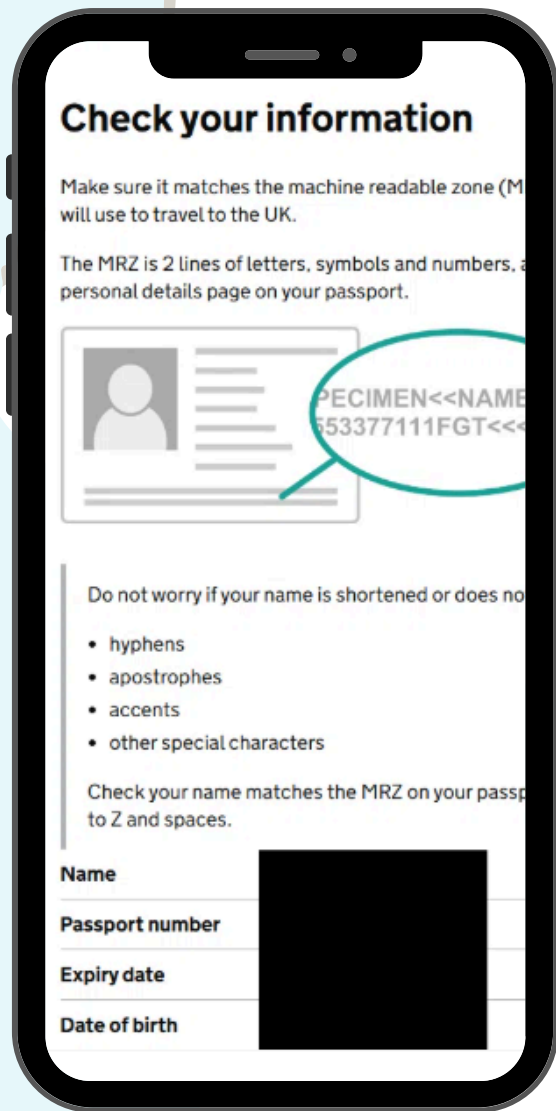 Check your information
Make sure it matches the machine readable zone (M
will use to travel to the UK.
The MRZ is 2 lines of letters, symbols and numbers, a
personal details page on your passport.
PECIMEN<<NAME
553377111FGT<<<
Do not worry if your name is shortened or does no
• hyphens
• apostrophes
• accents
• other special characters
Check your name matches the MRZ on your passp
to Z and spaces.
Name
Passport number
Expiry date
Date of birth